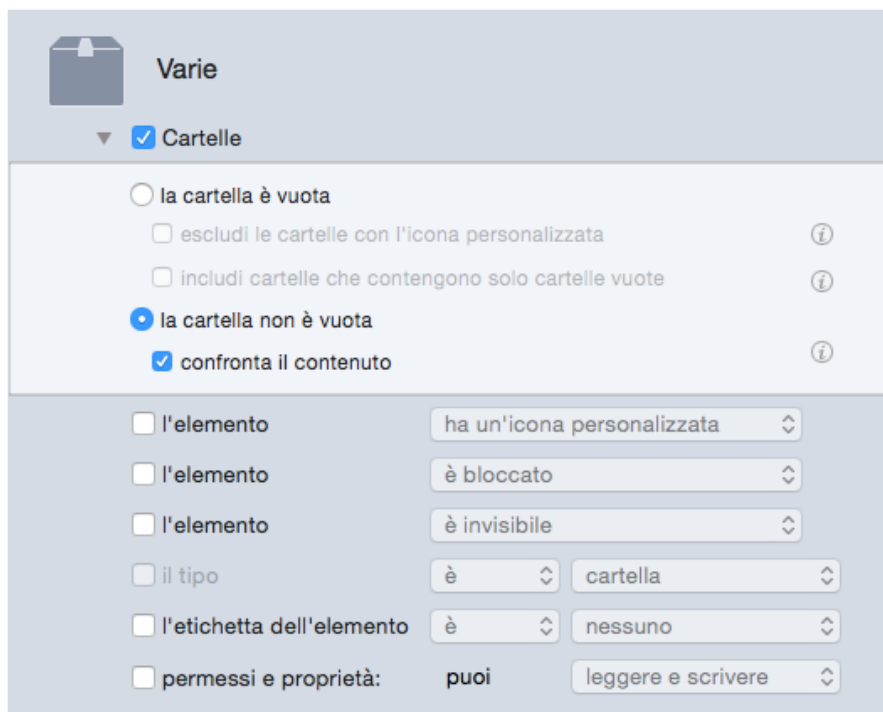 Varie
Cartelle
la cartella è vuota
escludi le cartelle con l'icona personalizzata
includi cartelle che contengono solo cartelle vuote
la cartella non è vuota
confronta il contenuto
l'elemento ha un'icona personalizzata
l'elemento è bloccato
l'elemento è invisibile
il tipo è cartella
l'etichetta dell'elemento è nessuno
permessi e proprietà: puoi leggere e scrivere